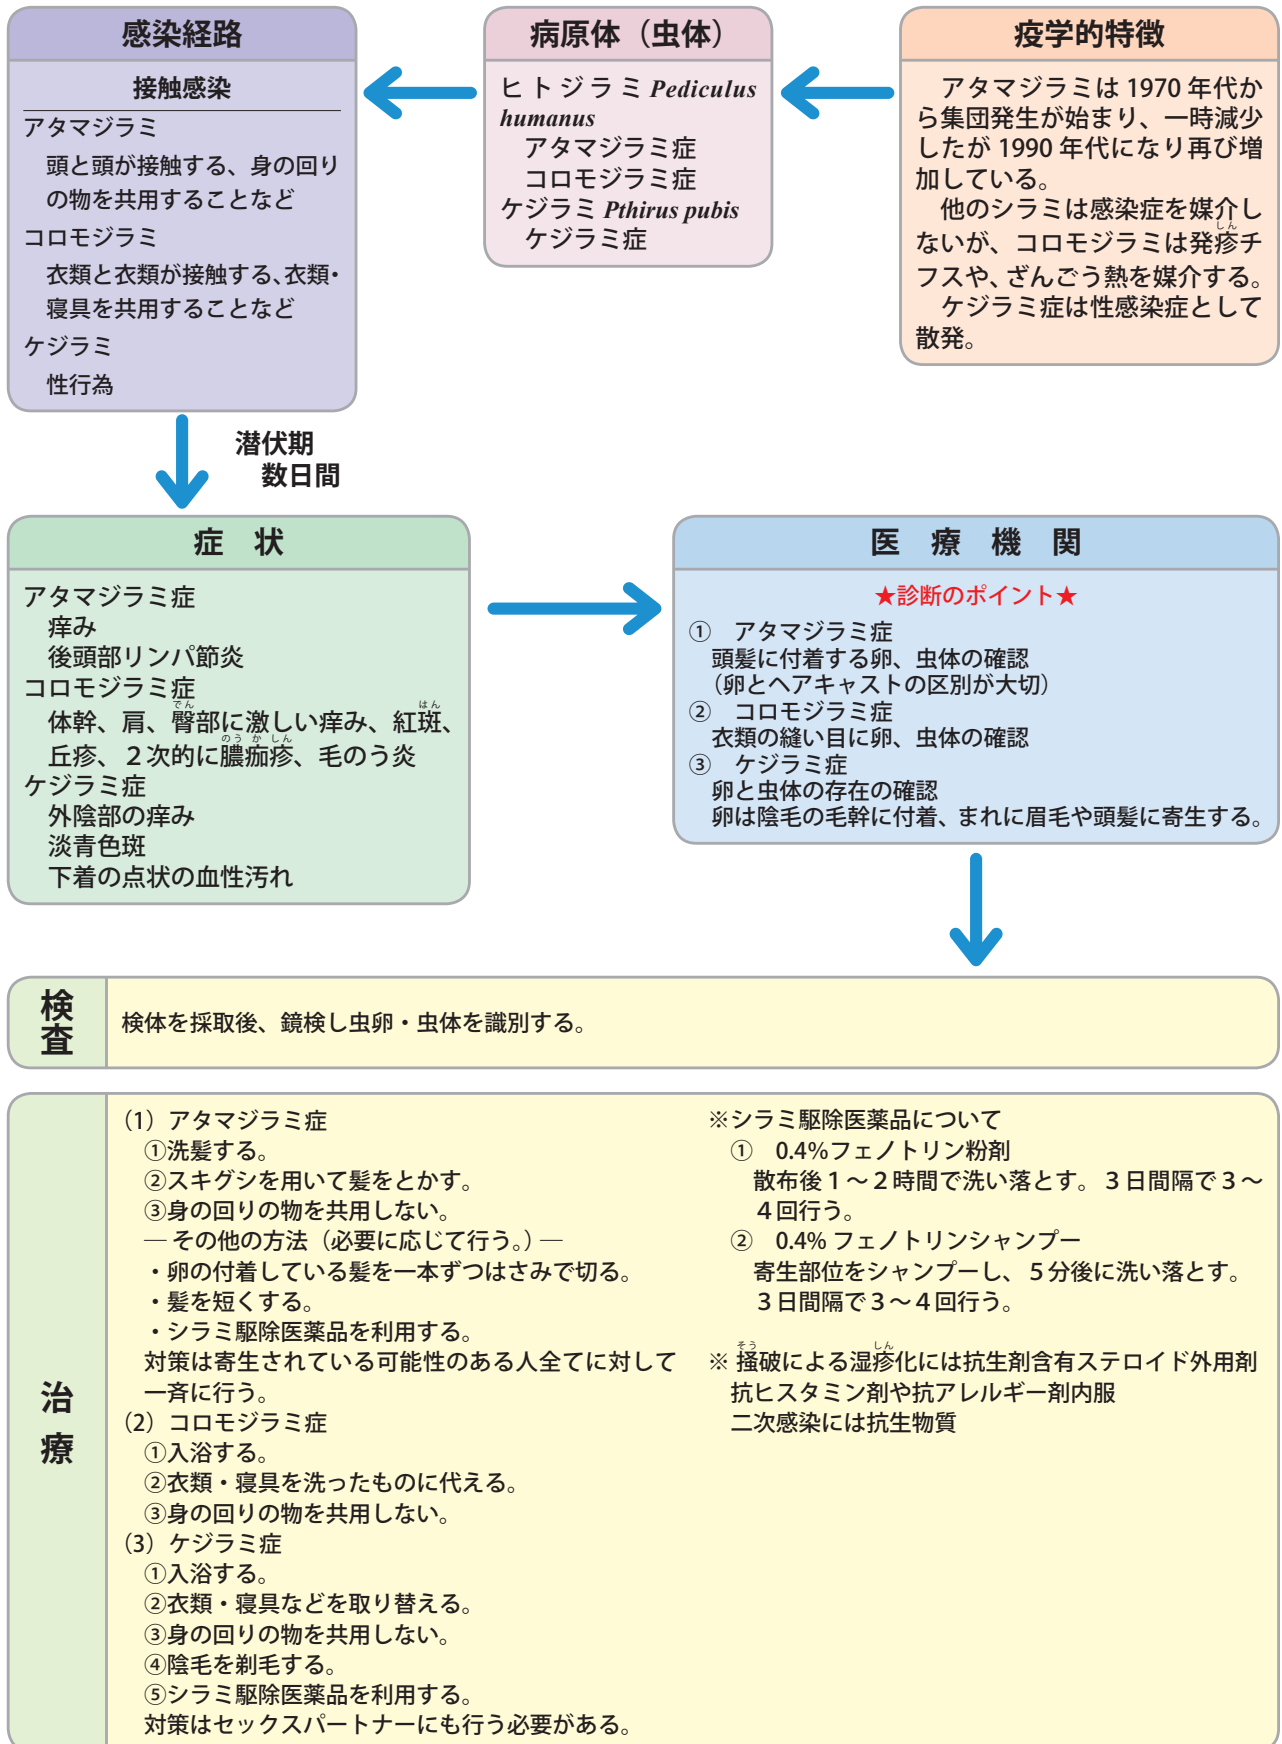 疫学的特徴
アタマジラミは 1970 年代か
ら集団発生が始まり、一時減少
したが 1990 年代になり再び増
加している。
他のシラミは感染症を媒介し
ないが、コロモジラミは発疹チ
しん
フスや、ざんごう熱を媒介する。
ケジラミ症は性感染症として
散発。
病原体（虫体）
ヒトジラミ Pediculus
humanus
アタマジラミ症
コロモジラミ症
ケジラミ Pthirus pubis
ケジラミ症
感染経路
接触感染
アタマジラミ
頭と頭が接触する、身の回り
の物を共用することなど
コロモジラミ
衣類と衣類が接触する、衣類・
寝具を共用することなど
ケジラミ
性行為
潜伏期
数日間
症　状
アタマジラミ症
痒み
後頭部リンパ節炎
コロモジラミ症
でん　はん
体幹、肩、臀部に激しい痒み、紅斑、
のう か しん
丘疹、２次的に膿痂疹、毛のう炎
ケジラミ症
外陰部の痒み
淡青色斑
下着の点状の血性汚れ
医　療　機　関
★診断のポイント★
①　アタマジラミ症
頭髪に付着する卵、虫体の確認
（卵とヘアキャストの区別が大切）
②　コロモジラミ症
衣類の縫い目に卵、虫体の確認
③　ケジラミ症
卵と虫体の存在の確認
卵は陰毛の毛幹に付着、まれに眉毛や頭髪に寄生する。
検査
検体を採取後、鏡検し虫卵・虫体を識別する。
治療
（1）アタマジラミ症
①洗髪する。
②スキグシを用いて髪をとかす。
③身の回りの物を共用しない。
― その他の方法（必要に応じて行う。）―
・卵の付着している髪を一本ずつはさみで切る。
・髪を短くする。
・シラミ駆除医薬品を利用する。
対策は寄生されている可能性のある人全てに対して
一斉に行う。
（2）コロモジラミ症
①入浴する。
②衣類・寝具を洗ったものに代える。
③身の回りの物を共用しない。
（3）ケジラミ症
①入浴する。
②衣類・寝具などを取り替える。
③身の回りの物を共用しない。
④陰毛を剃毛する。
⑤シラミ駆除医薬品を利用する。
対策はセックスパートナーにも行う必要がある。
※シラミ駆除医薬品について
①　0.4%フェノトリン粉剤
散布後１～２時間で洗い落とす。３日間隔で３～
４回行う。
②　0.4% フェノトリンシャンプー
寄生部位をシャンプーし、５分後に洗い落とす。
３日間隔で３～４回行う。
そう　しん
※ 掻破による湿疹化には抗生剤含有ステロイド外用剤
抗ヒスタミン剤や抗アレルギー剤内服
二次感染には抗生物質